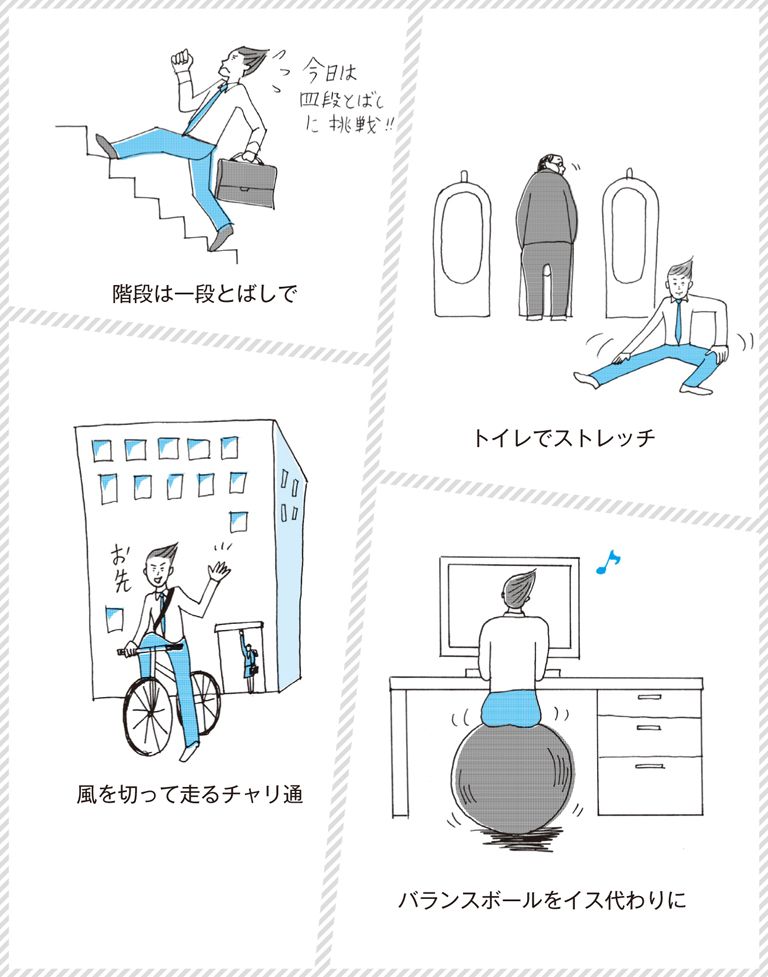 今日は
四段とばし
に挑戦!!
階段は一段とばしで
トイレでストレッチ
お先
風を切って走るチャリ通
バランスボールをイス代わりに